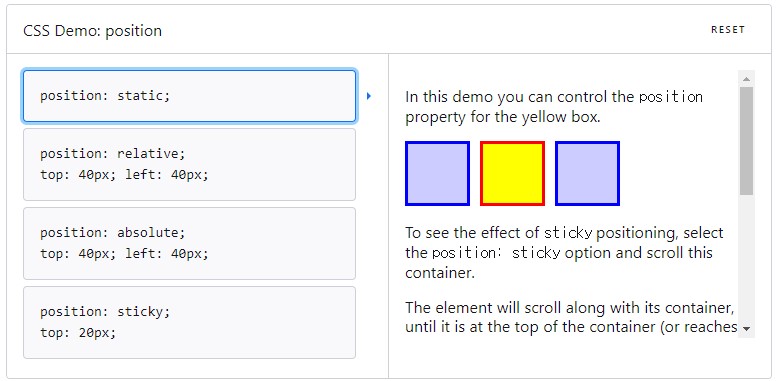 CSS Demo: position
RESET
position: static;
position: relative;
top: 40px; left: 40px;
position: absolute;
top: 40px; left: 40px;
position: sticky;
top: 20px;
In this demo you can control the position
property for the yellow box.
To see the effect of sticky positioning, select
the position: sticky option and scroll this
container.
The element will scroll along with its container,
until it is at the top of the container (or reaches